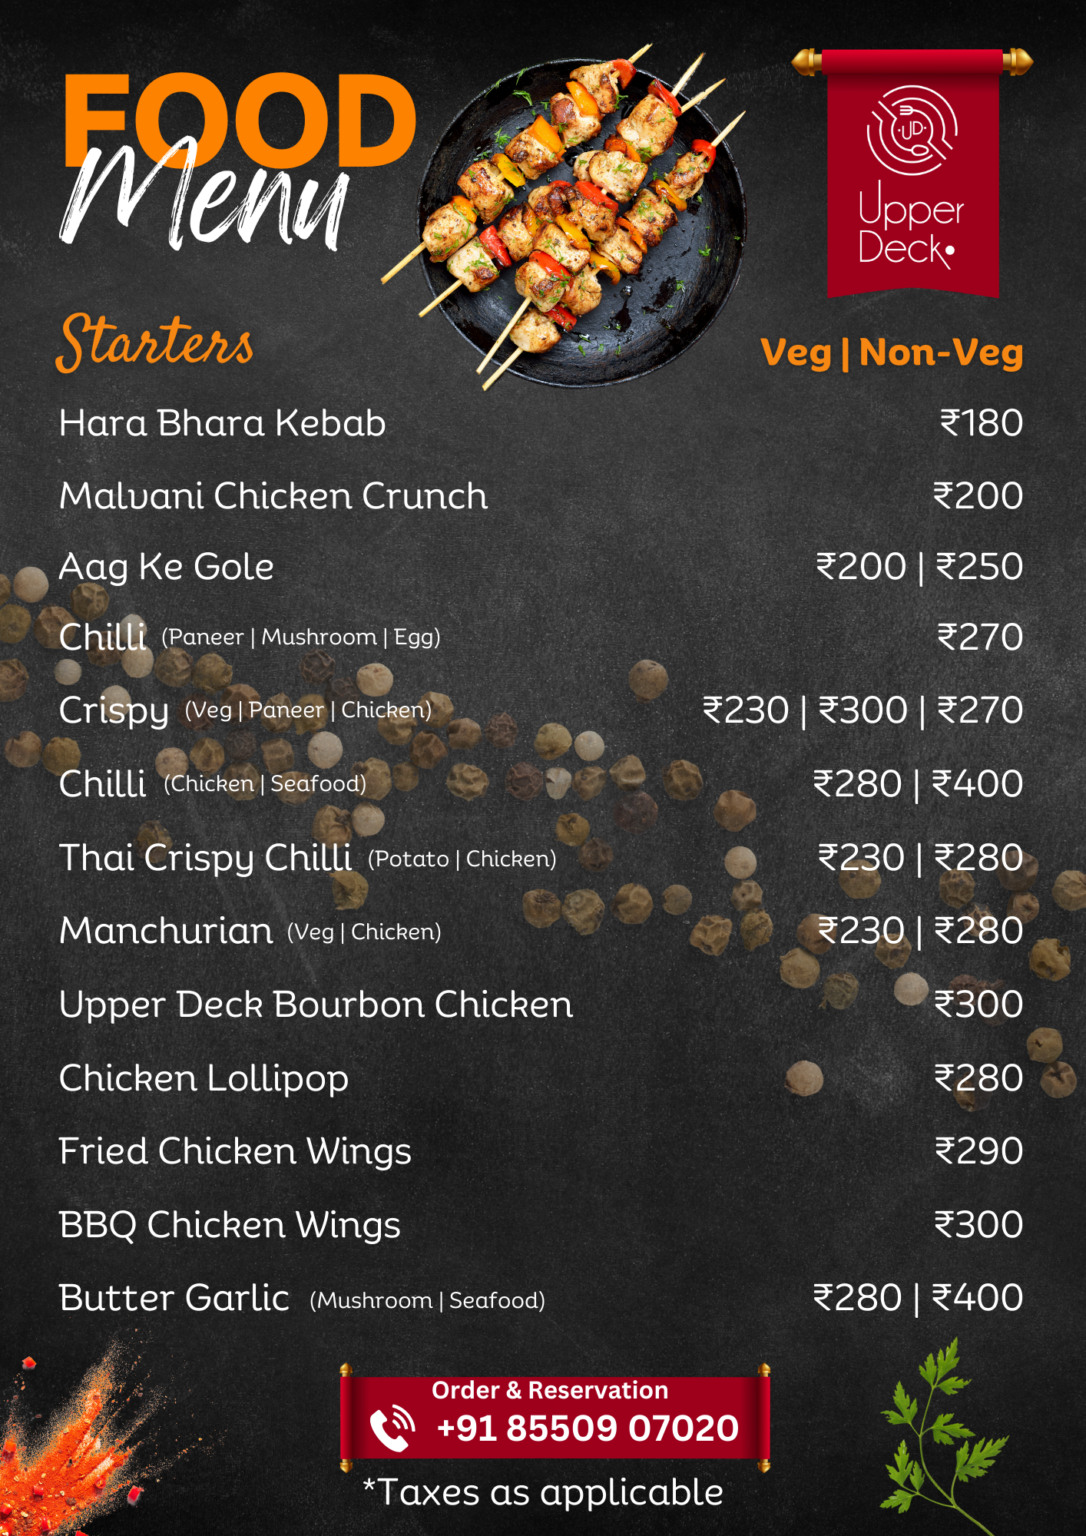 FOOD
Menu
UD
Upper
Deck
Starters
Veg | Non-Veg
Hara Bhara Kebab ₹180
Malvani Chicken Crunch ₹200
Aag Ke Gole ₹200 | ₹250
Chilli (Paneer | Mushroom | Egg) ₹270
Crispy (Veg | Paneer | Chicken) ₹230 | ₹300 | ₹270
Chilli (Chicken | Seafood) ₹280 | ₹400
Thai Crispy Chilli (Potato | Chicken) ₹230 | ₹280
Manchurian (Veg | Chicken) ₹230 | ₹280
Upper Deck Bourbon Chicken ₹300
Chicken Lollipop ₹280
Fried Chicken Wings ₹290
BBQ Chicken Wings ₹300
Butter Garlic (Mushroom | Seafood) ₹280 | ₹400
Order & Reservation
+91 85509 07020
*Taxes as applicable